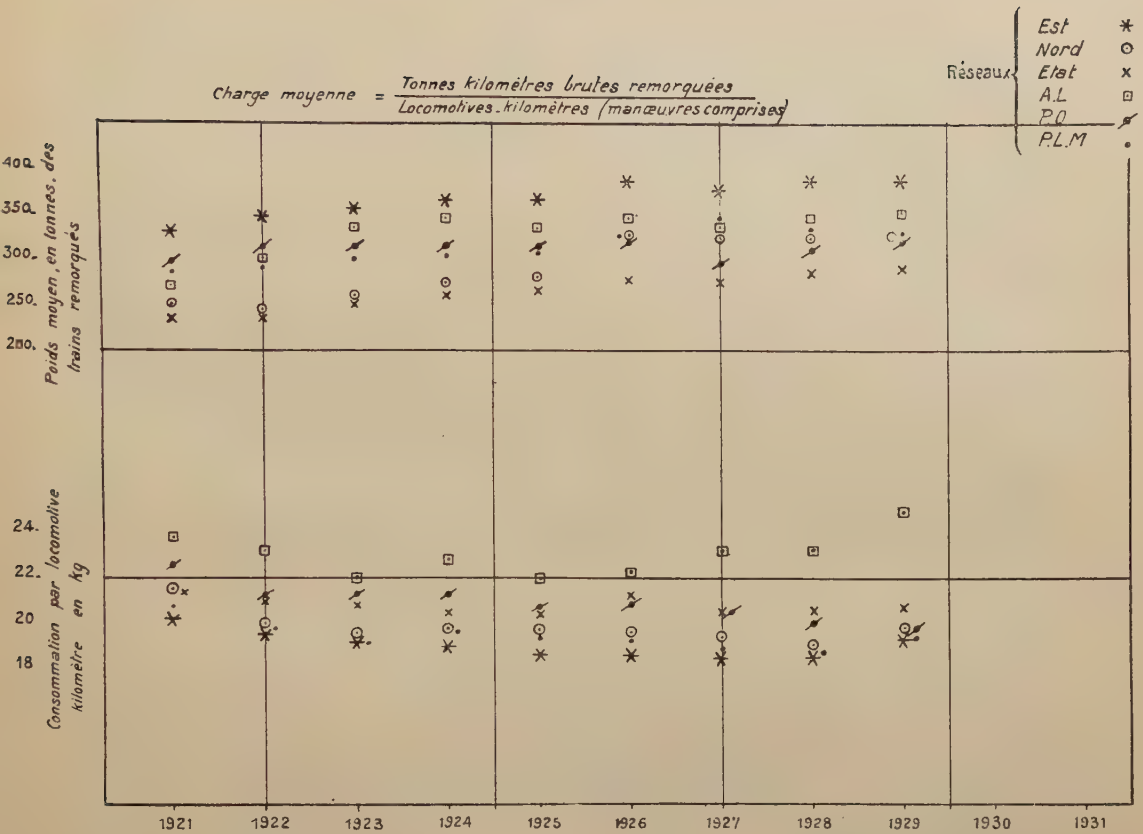 Réseaux
Est
Nord
Etat
A.L
P.O
P.L.M
Charge moyenne = Tonnes kilomètres brutes remorquées
Locomotives-kilomètres (manœuvres comprises)
Poids moyen, en tonnes, des
trains remorqués
400
350
300
250
200
Consommation par locomotive
kilomètre en Kg
24
22
20
18
1921 1922 1923 1924 1925 1926 1927 1928 1929 1930 1931